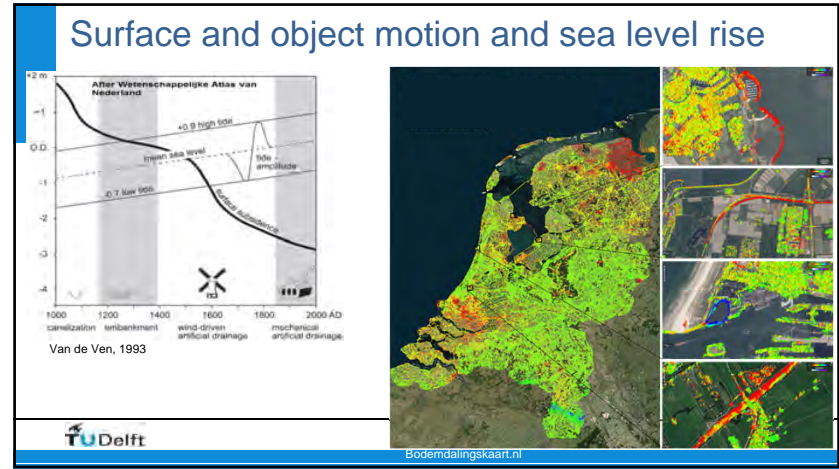 Surface and object motion and sea level rise
+2 m
After Wetenschappelijke Atlas van
Nederland
+0.9 high tide
mean sea level
tide
amplitude
-0.7 low tide
surface subsidence
1
0.0
-1
-2
-3
-4
1000 1200 1400 1600 1800 2000 AD
canalization embankment wind-driven
artificial drainage mechanical
artificial drainage
Van de Ven, 1993
TUDelft
Bodemdalingskaart.nl